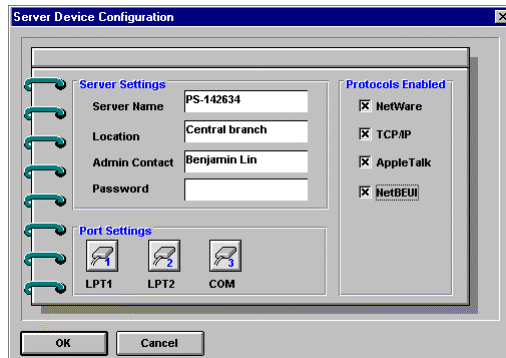 Server Device Configuration
Server Settings
Server Name PS-142634
Location Central branch
Admin Contact Benjamin Lin
Password
Protocols Enabled
NetWare
TCP/IP
AppleTalk
NetBEUI
Port Settings
1 2 3
LPT1 LPT2 COM
OK Cancel